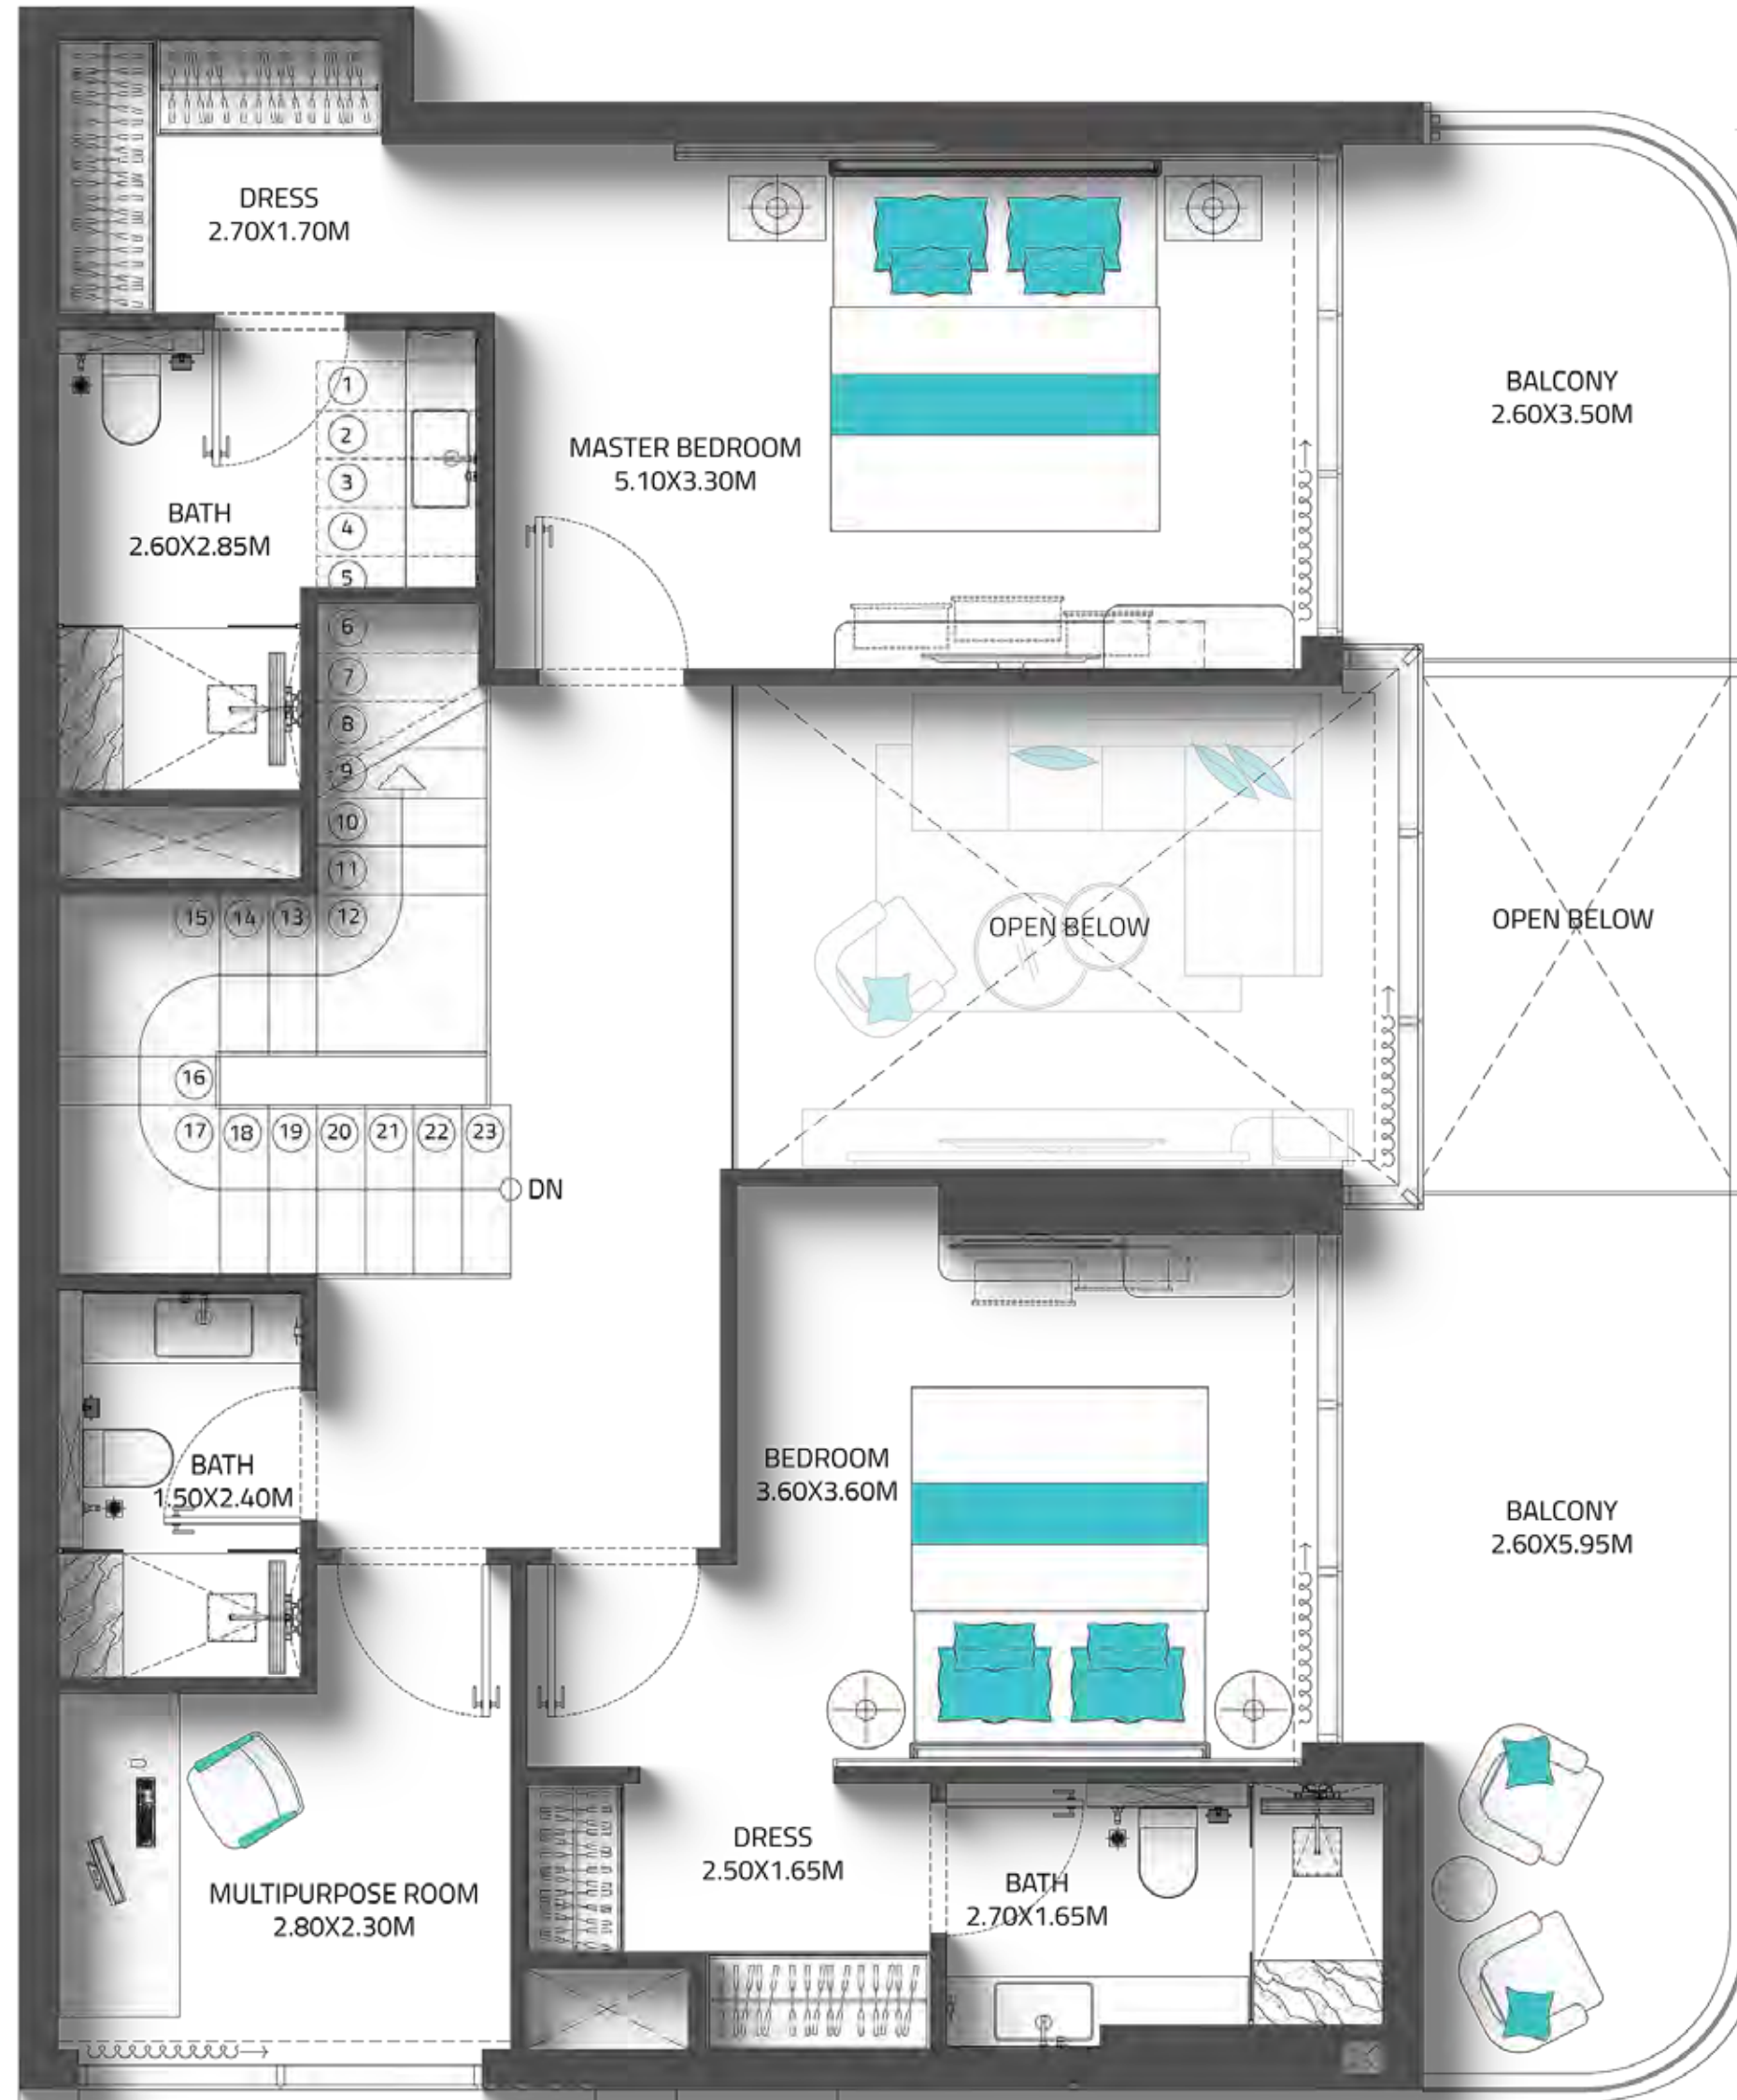 DRESS
2.70X1.70M
BALCONY
2.60X3.50M
1
2
3
4
5
MASTER BEDROOM
5.10X3.30M
BATH
2.60X2.85M
6
7
8
9
10
11
15
14
13
12
OPEN BELOW
OPEN BELOW
16
17
18
19
20
21
22
23
DN
BATH
1.50X2.40M
BEDROOM
3.60X3.60M
BALCONY
2.60X5.95M
DRESS
2.50X1.65M
BATH
2.70X1.65M
MULTIPURPOSE ROOM
2.80X2.30M